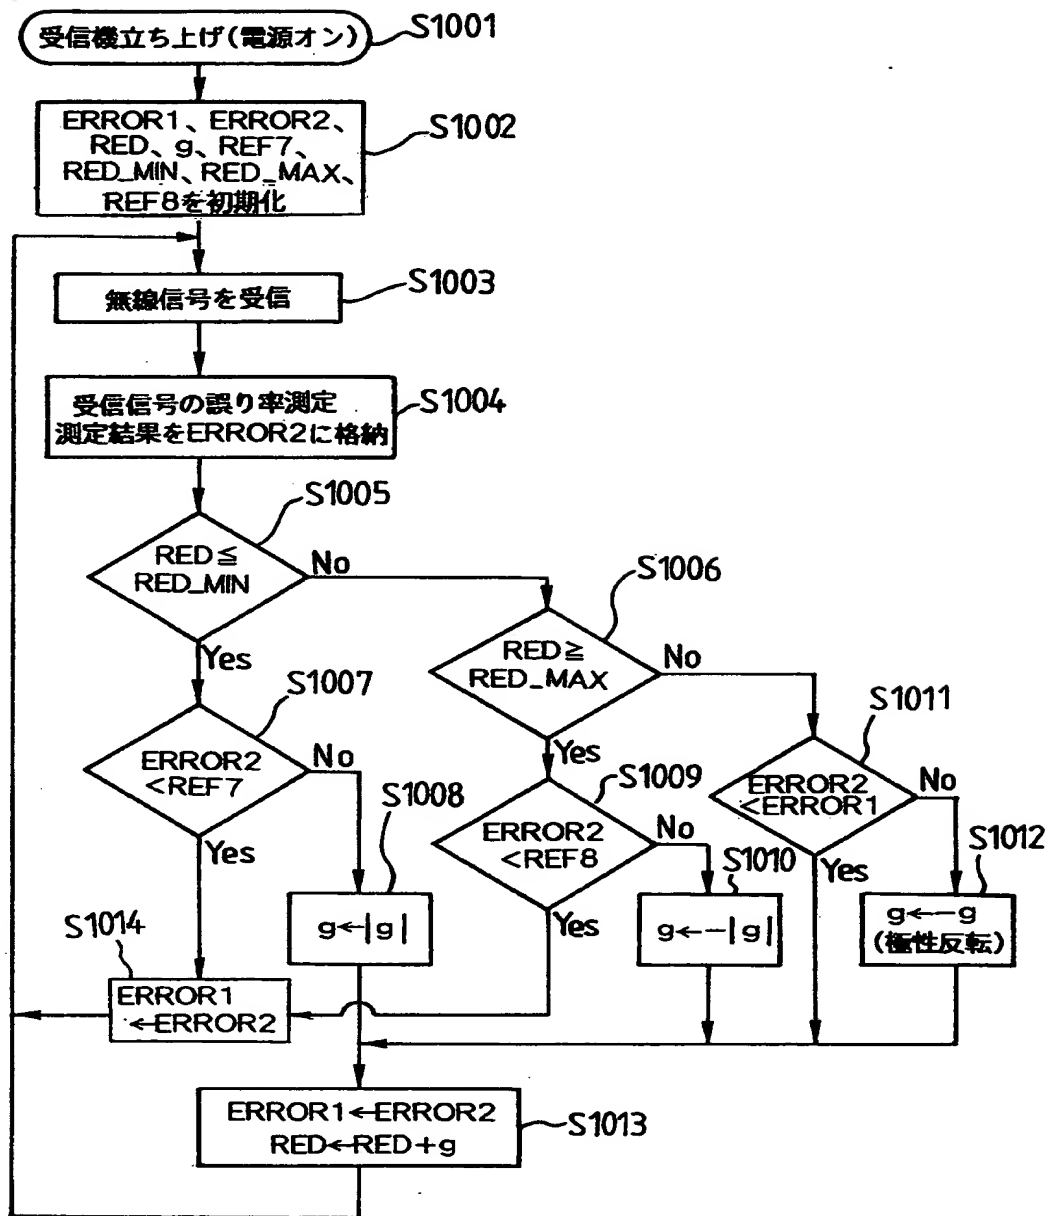 受信機立ち上げ(電源オン)
S1001
ERROR1、ERROR2、
RED、g、REF7、
RED_MIN、RED_MAX、
REF8を初期化
S1002
無線信号を受信
S1003
受信信号の誤り率測定
測定結果をERROR2に格納
S1004
S1005
RED≦
RED_MIN
No
Yes
S1006
RED≧
RED_MAX
No
Yes
S1007
ERROR2
<REF7
No
Yes
S1008
g←|g|
S1009
ERROR2
<REF8
No
Yes
S1010
g←-|g|
S1011
ERROR2
<ERROR1
No
Yes
S1012
g←-g
(極性反転)
S1014
ERROR1
←ERROR2
ERROR1←ERROR2
RED←RED+g
S1013